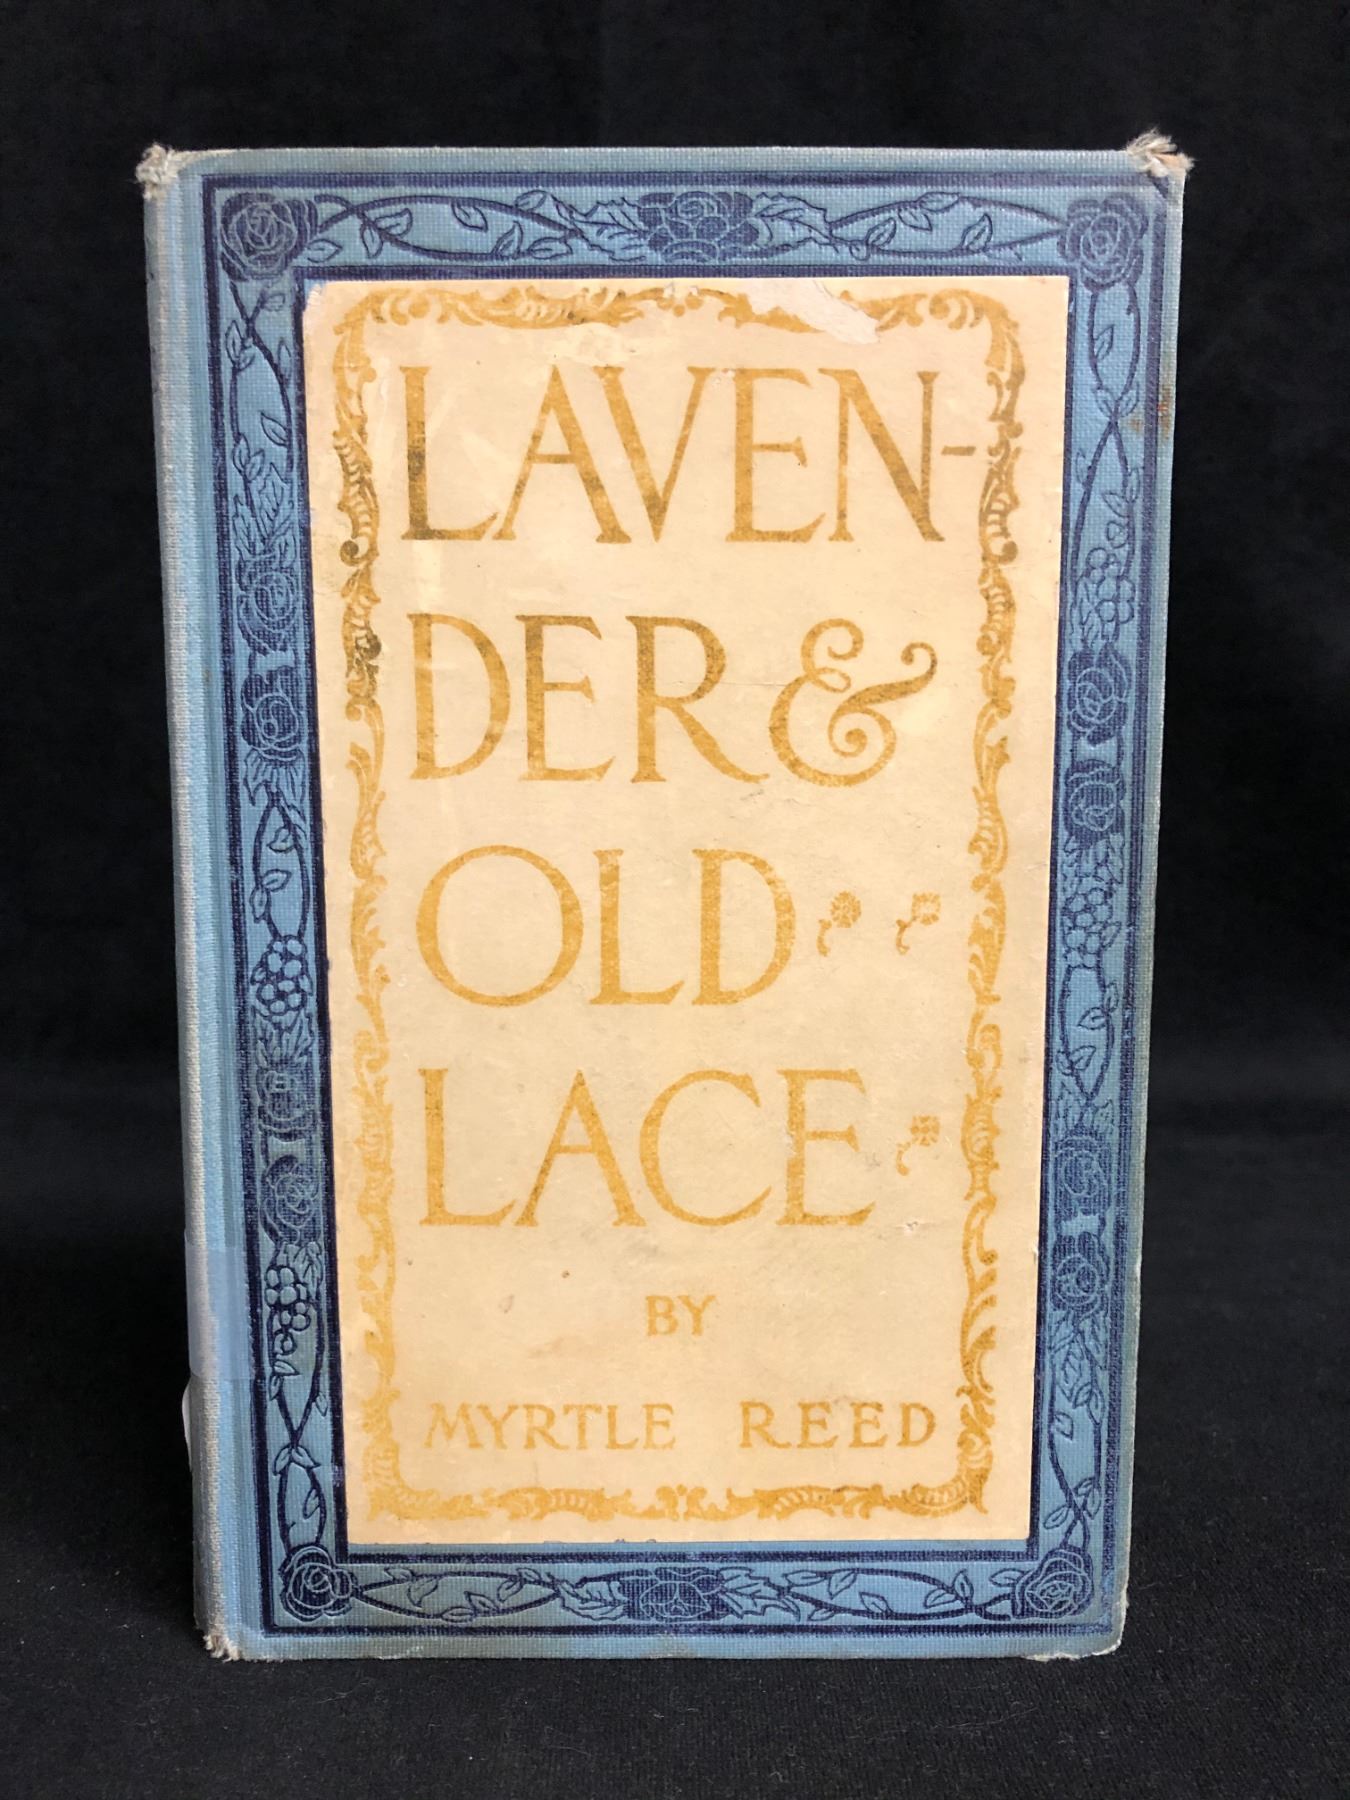 LAVEN-
DER &
OLD
LACE
BY
MYRTLE REED